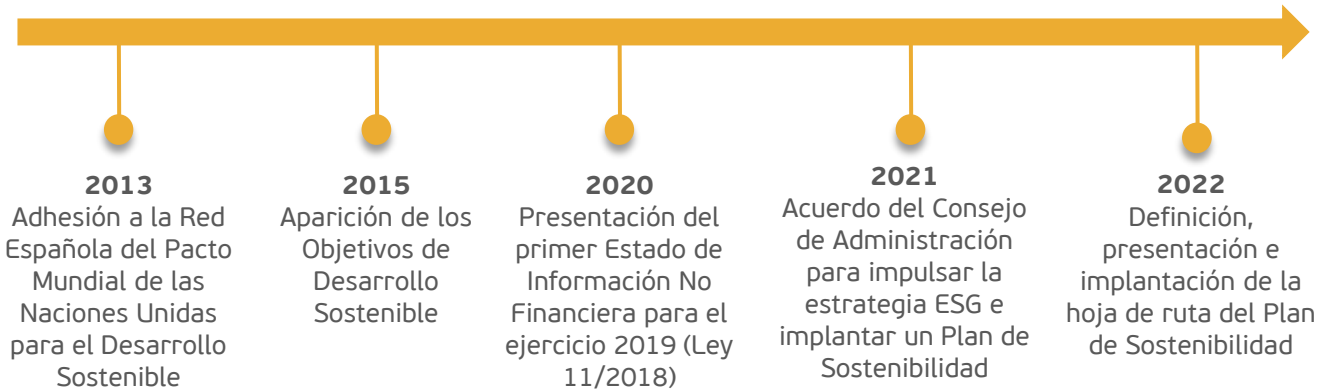 2013
Adhesión a la Red
Española del Pacto
Mundial de las
Naciones Unidas
para el Desarrollo
Sostenible
2015
Aparición de los
Objetivos de
Desarrollo
Sostenible
2020
Presentación del
primer Estado de
Información No
Financiera para el
ejercicio 2019 (Ley
11/2018)
2021
Acuerdo del Consejo
de Administración
para impulsar la
estrategia ESG e
implantar un Plan de
Sostenibilidad
2022
Definición,
presentación e
implantación de la
hoja de ruta del Plan
de Sostenibilidad